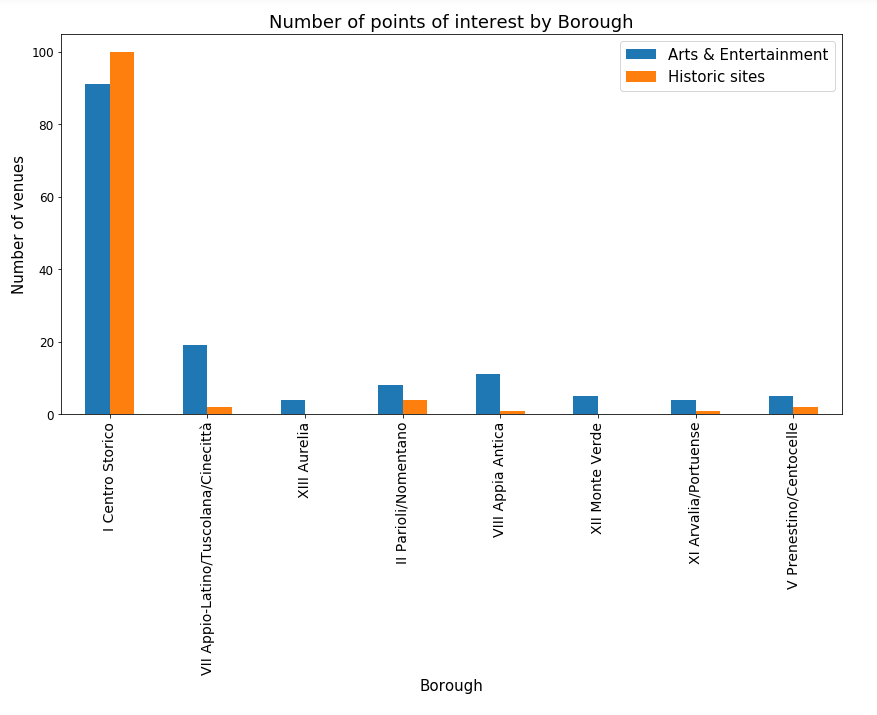 Number of points of interest by Borough
Arts & Entertainment
Historic sites
Number of venues
100
80
60
40
20
0
I Centro Storico
VII Appio-Latino/Tuscolana/Cinecittà
XIII Aurelia
II Parioli/Nomentano
VIII Appia Antica
XII Monte Verde
XI Arvalia/Portuense
V Prenestino/Centocelle
Borough